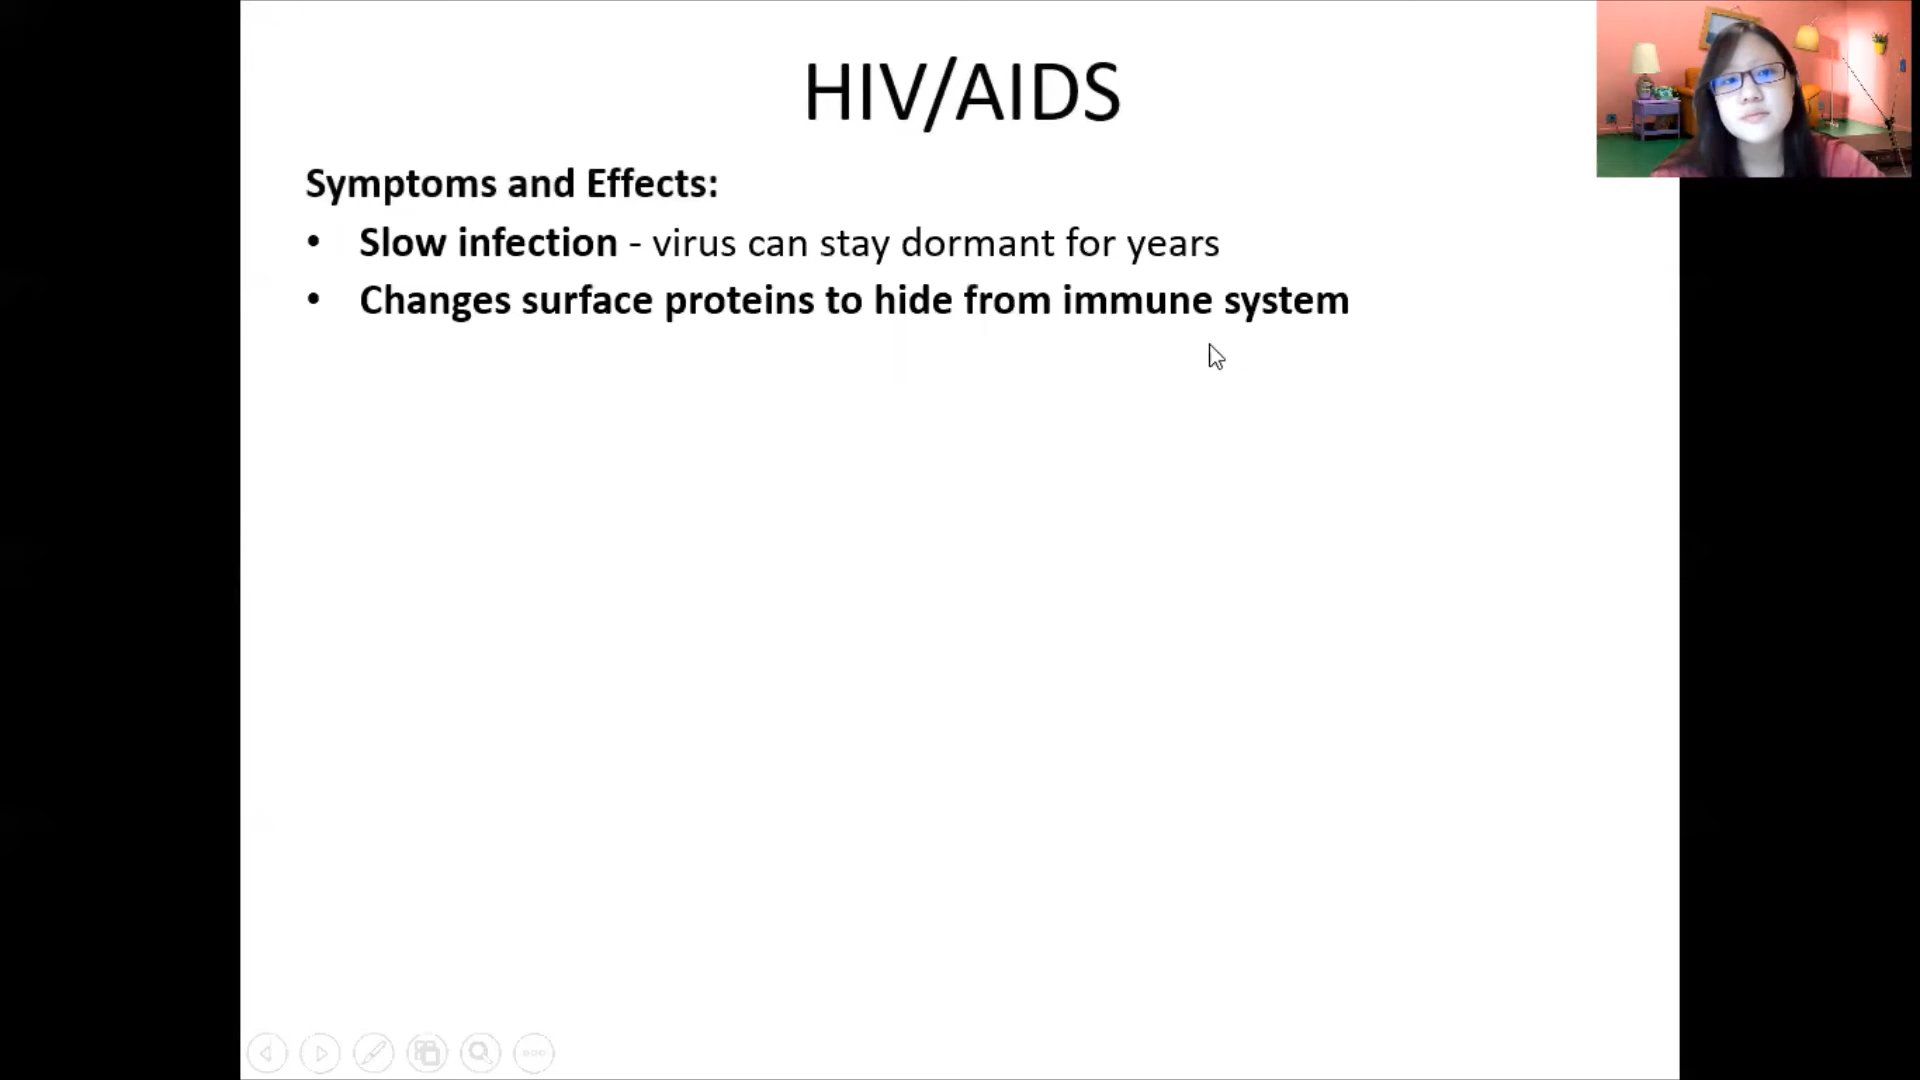 HIV/AIDS
Symptoms and Effects:
• Slow infection - virus can stay dormant for years
• Changes surface proteins to hide from immune system